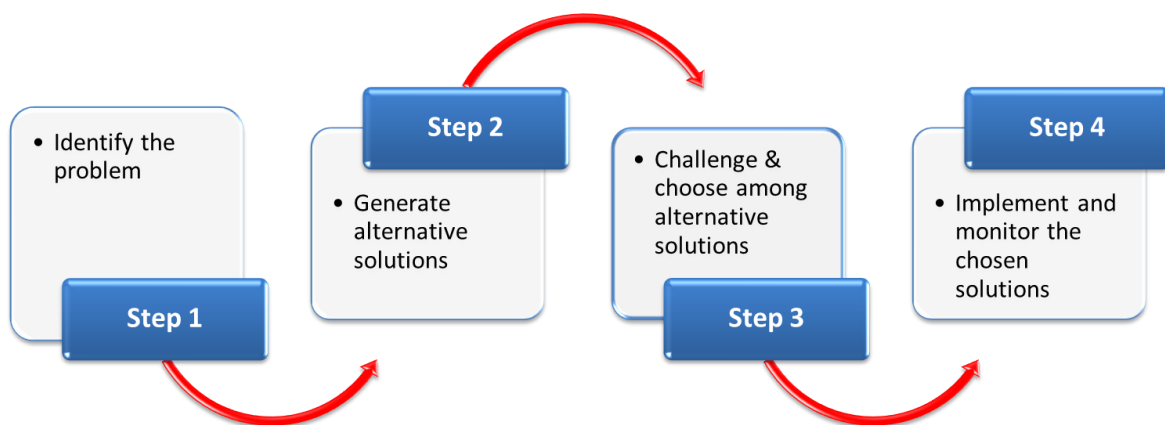 • Identify the
problem
Step 1
Step 2
• Generate
alternative
solutions
• Challenge &
choose among
alternative
solutions
Step 3
Step 4
• Implement and
monitor the
chosen
solutions